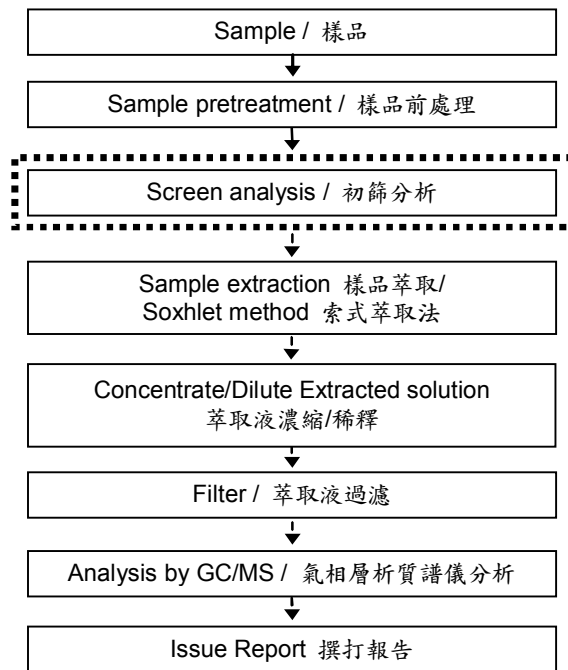 Sample / 樣品
Sample pretreatment / 樣品前處理
Screen analysis / 初篩分析
Sample extraction 樣品萃取/
Soxhlet method 索式萃取法
Concentrate/Dilute Extracted solution
萃取液濃縮/稀釋
Filter / 萃取液過濾
Analysis by GC/MS / 氣相層析質譜儀分析
Issue Report 撰打報告